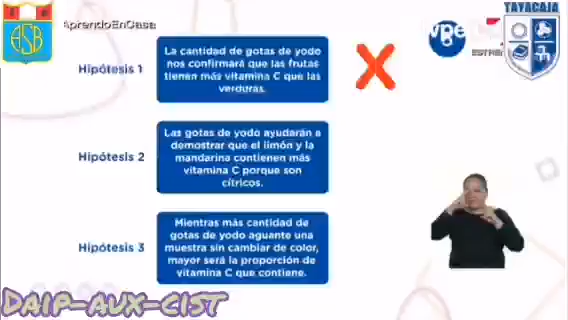 AprendoEnCasa
TAYACAJA
ASB
Hipótesis 1
La cantidad de gotas de yodo
nos confirmará que las frutas
tienen más vitamina C que las
verduras.
Hipótesis 2
Las gotas de yodo ayudarán a
demostrar que el limón y la
mandarina contienen más
vitamina C porque son
cítricos.
Hipótesis 3
Mientras más cantidad de
gotas de yodo aguante una
muestra sin cambiar de color,
mayor será la proporción de
vitamina C que contiene.
DAIP-AUX-CIST